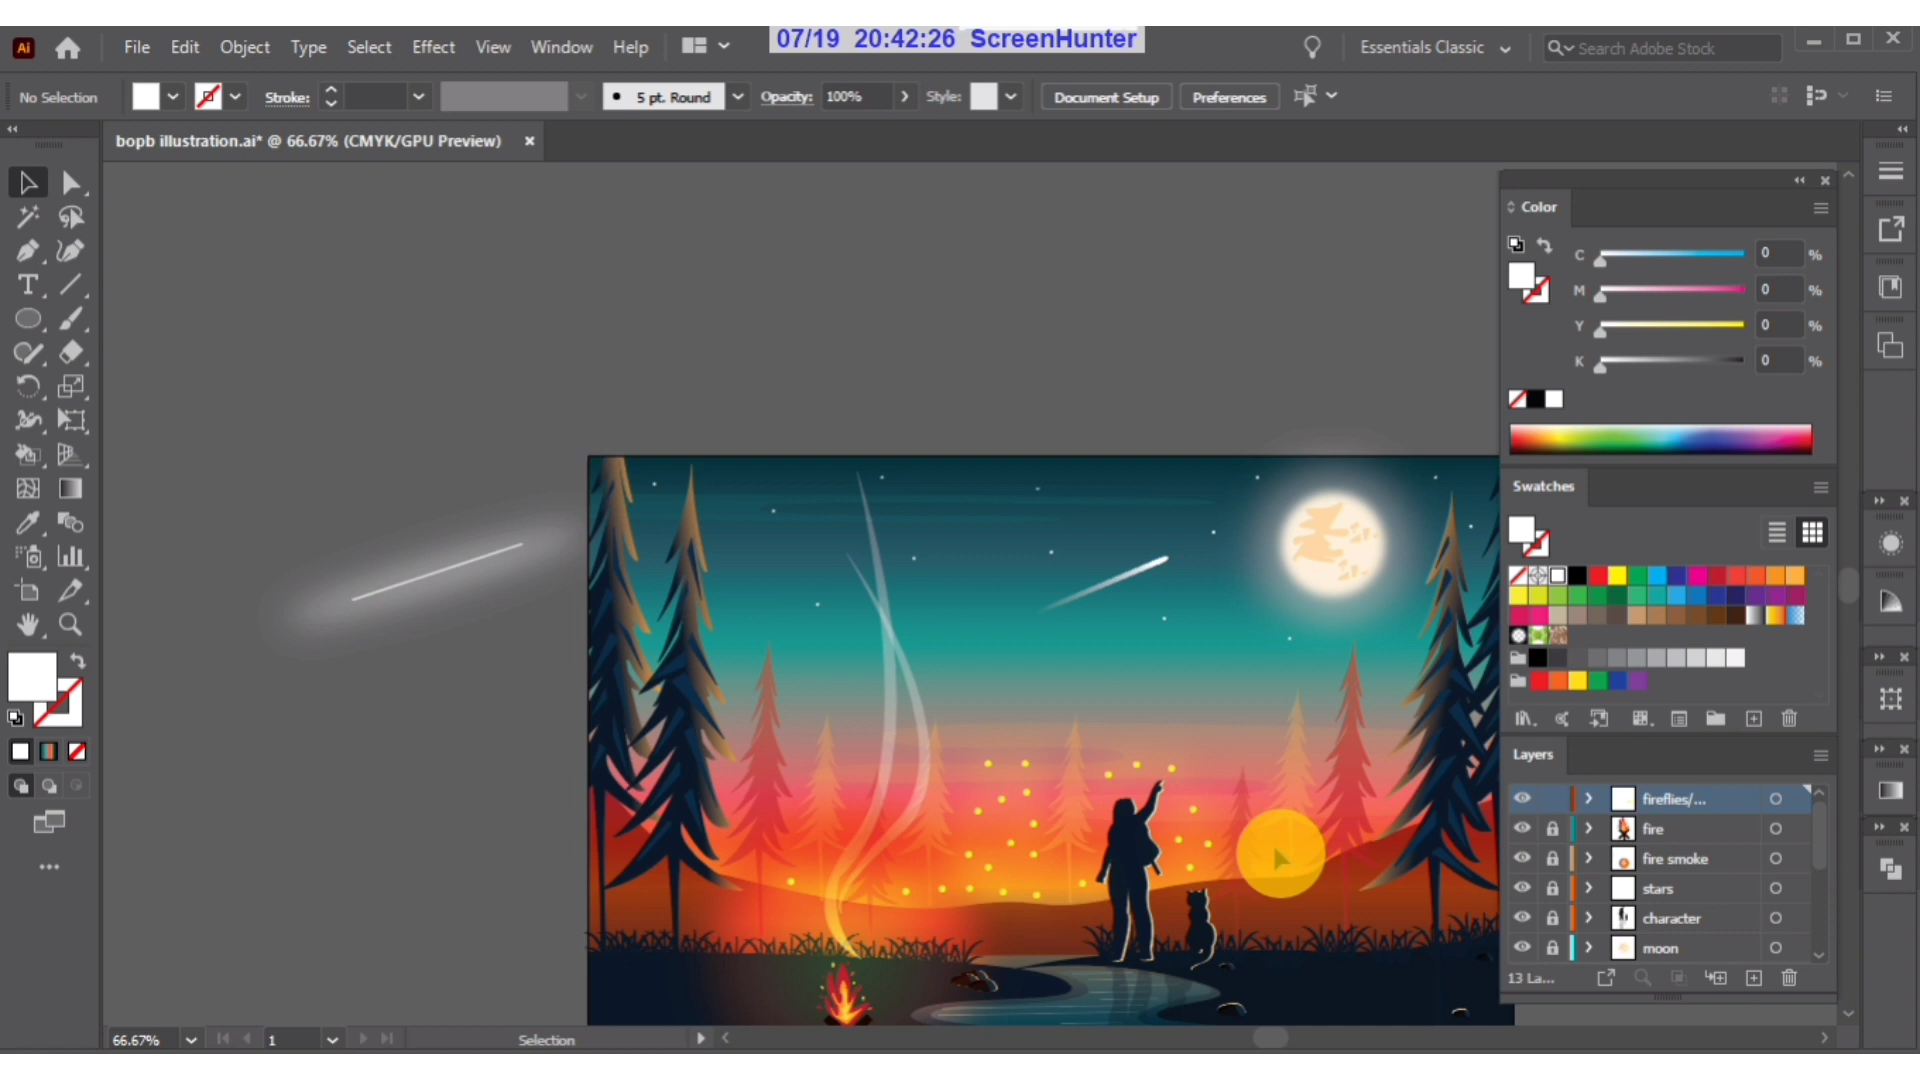 07/19 20:42:26 ScreenHunter
Ai File Edit Object Type Select Effect View Window Help Essentials Classic Search Adobe Stock
No Selection Stroke: 5 pt. Round Opacity: 100% Style: Document Setup Preferences
bopb illustration.ai* @ 66.67% (CMYK/GPU Preview)
Color
C 0 %
M 0 %
Y 0 %
K 0 %
Swatches
Layers
fireflies/...
fire
fire smoke
stars
character
moon
13 La...
66.67% 1 Selection